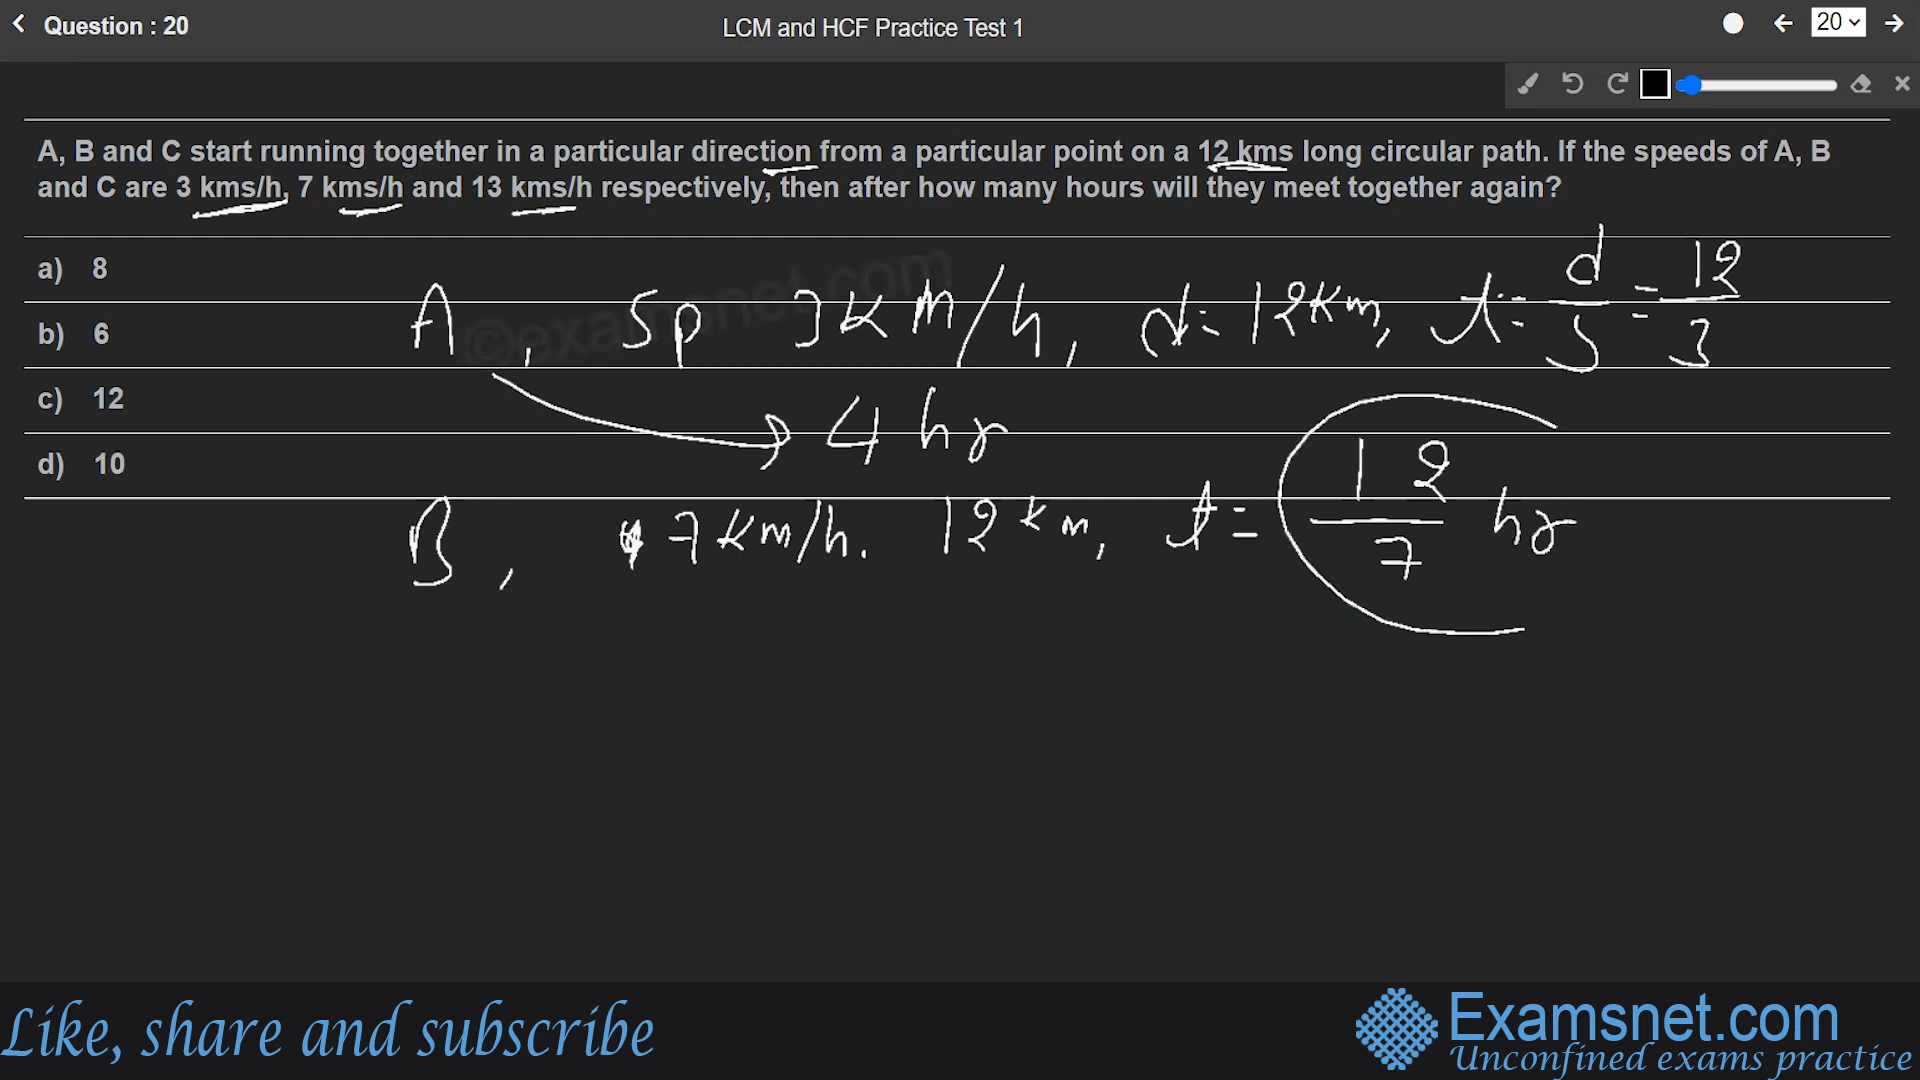 Question : 20
LCM and HCF Practice Test 1
20
A, B and C start running together in a particular direction from a particular point on a 12 kms long circular path. If the speeds of A, B
and C are 3 kms/h, 7 kms/h and 13 kms/h respectively, then after how many hours will they meet together again?
a) 8
b) 6
c) 12
d) 10
©examsnet.com
A, Sp 3km/h, d = 12km, t = d/s = 12/3
4 hr
B, 7km/h. 12km, t = 12/7 hr
Like, share and subscribe
Examsnet.com
Unconfined exams practice